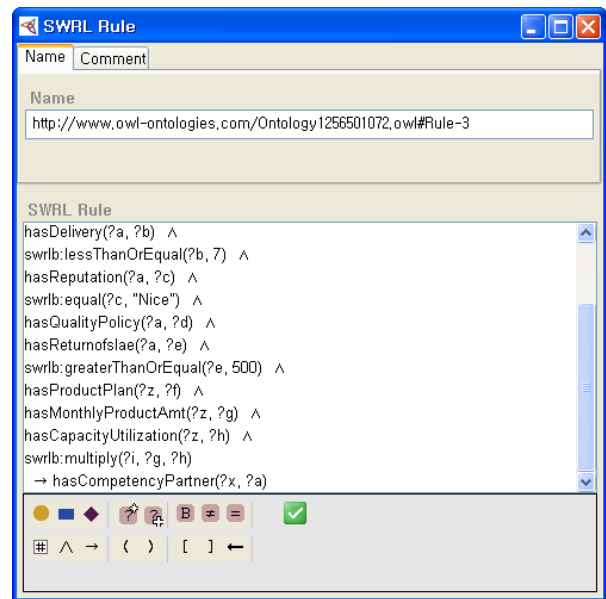 SWRL Rule
Name Comment
Name
http://www.owl-ontologies.com/Ontology1256501072.owl#Rule-3
SWRL Rule
hasDelivery(?a, ?b) ∧
swrlb:lessThanOrEqual(?b, 7) ∧
hasReputation(?a, ?c) ∧
swrlb:equal(?c, "Nice") ∧
hasQualityPolicy(?a, ?d) ∧
hasReturnofslae(?a, ?e) ∧
swrlb:greaterThanOrEqual(?e, 500) ∧
hasProductPlan(?z, ?f) ∧
hasMonthlyProductAmt(?z, ?g) ∧
hasCapacityUtilization(?z, ?h) ∧
swrlb:multiply(?i, ?g, ?h)
→ hasCompetencyPartner(?x, ?a)
? ? B ≠ =
# ∧ → ( ) [ ] ←